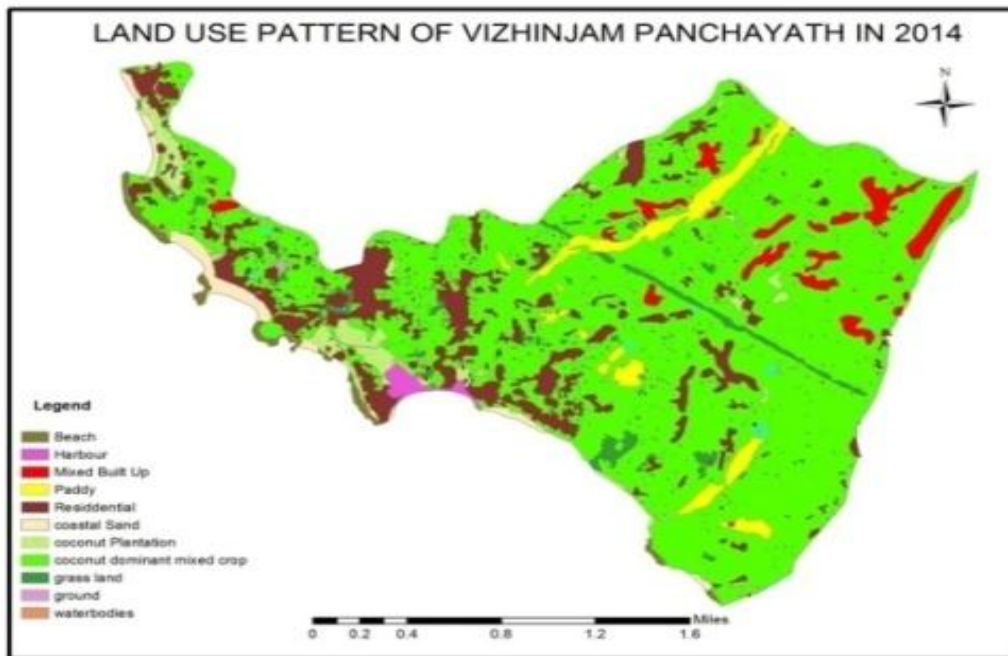 LAND USE PATTERN OF VIZHINJAM PANCHAYATH IN 2014
N
Legend
Beach
Harbour
Mixed Built Up
Paddy
Residdential
coastal Sand
coconut Plantation
coconut dominant mixed crop
grass land
ground
waterbodies
Miles
0 0.2 0.4 0.8 1.2 1.6